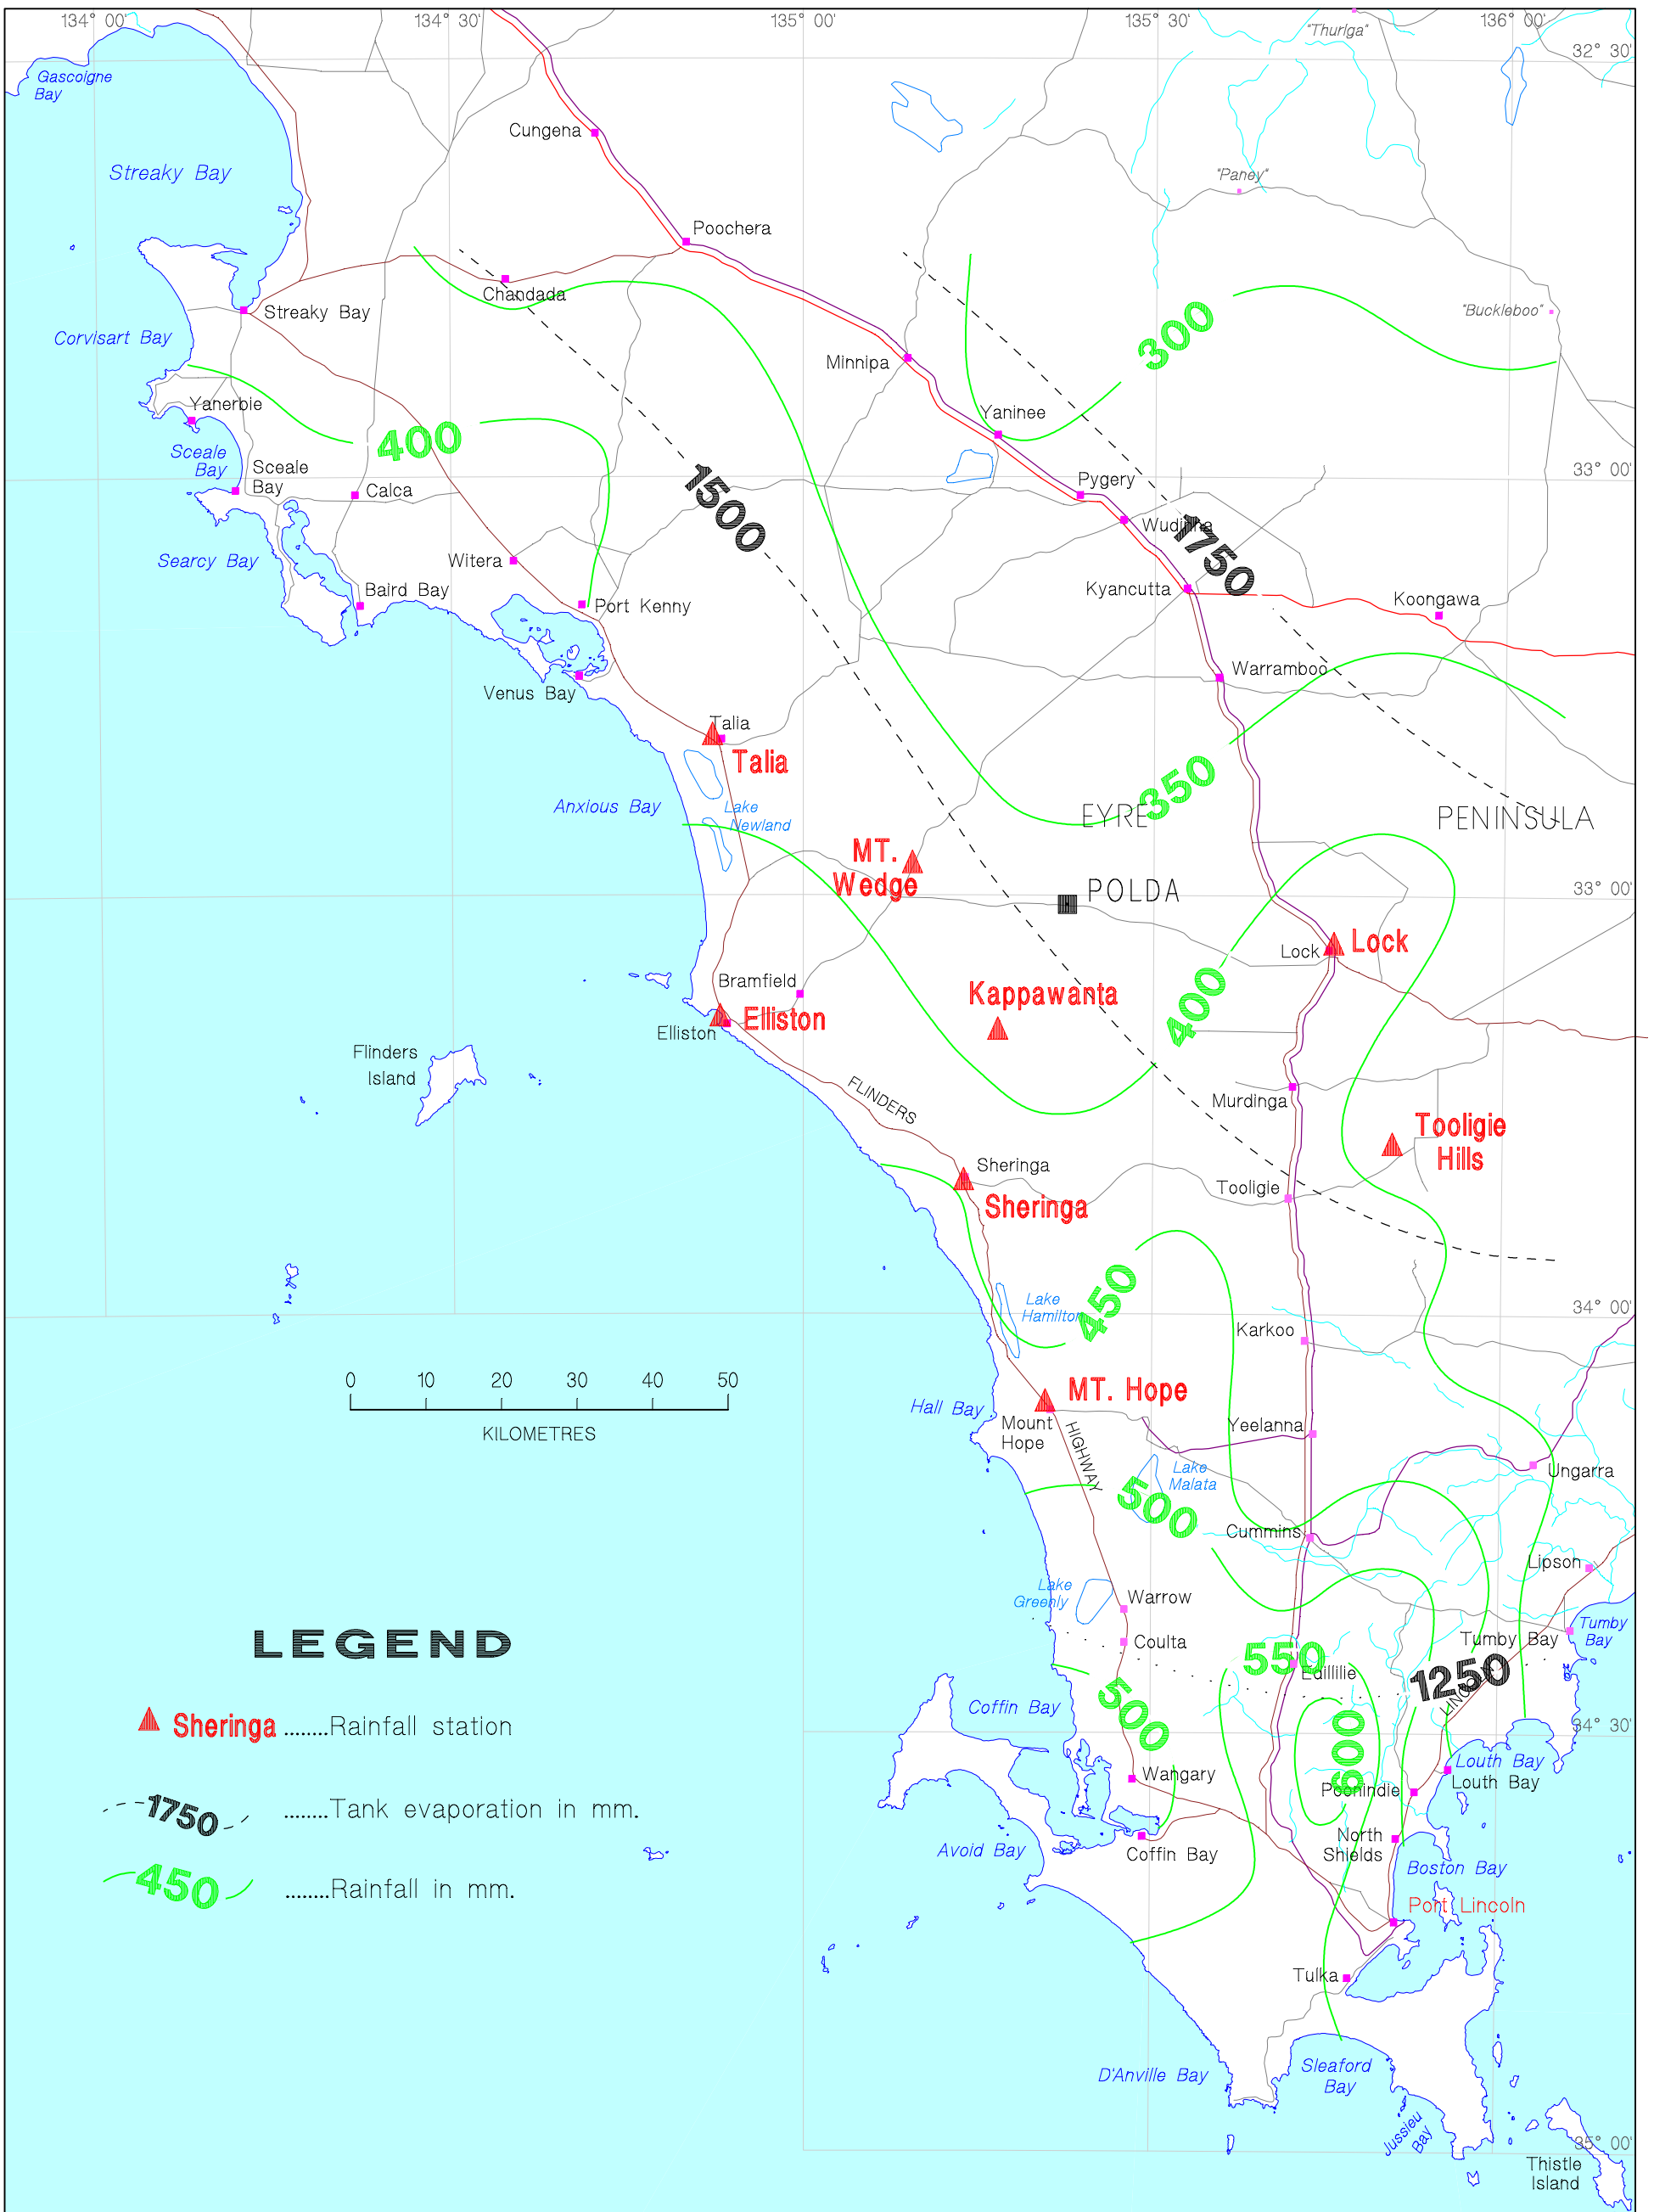 134° 00'
134° 30'
135° 00'
135° 30'
136° 00'
"Thurlga"
32° 30'
Gascoigne
Bay
Cungena
Streaky Bay
"Paney"
Poochera
Chandada
Streaky Bay
"Buckleboo"
300
Corvisart Bay
Minnipa
Yanerbie
Yaninee
400
Sceale
Bay
Sceale
Bay
Calca
33° 00'
Pygery
1500
Wudinna
1750
Searcy Bay
Witera
Baird Bay
Port Kenny
Kyancutta
Koongawa
Venus Bay
Warramboo
Talia
Talia
350
Anxious Bay
Lake
Newland
EYRE
PENINSULA
MT.
Wedge
POLDA
33° 00'
Lock
Lock
Bramfield
Kappawanta
400
Elliston
Elliston
Flinders
Island
FLINDERS
Murdinga
Tooligie
Hills
Sheringa
Sheringa
Tooligie
450
Lake
Hamilton
34° 00'
Karkoo
0 10 20 30 40 50
KILOMETRES
MT. Hope
Hall Bay
Mount
Hope
HIGHWAY
Yeelanna
Lake
Malata
Ungarra
500
Cummins
Lipson
Lake
Greenly
Warrow
Tumby
Bay
Coulta
Tumby Bay
LEGEND
550
Edillilie
1250
LINCOLN
Coffin Bay
500
Sheringa ........Rainfall station
34° 30'
600
Louth Bay
Wangary
Louth Bay
Poonindie
1750 ........Tank evaporation in mm.
North
Shields
Avoid Bay
Coffin Bay
Boston Bay
450 ........Rainfall in mm.
Port Lincoln
Tulka
D'Anville Bay
Sleaford
Bay
Jussieu
Bay
35° 00'
Thistle
Island